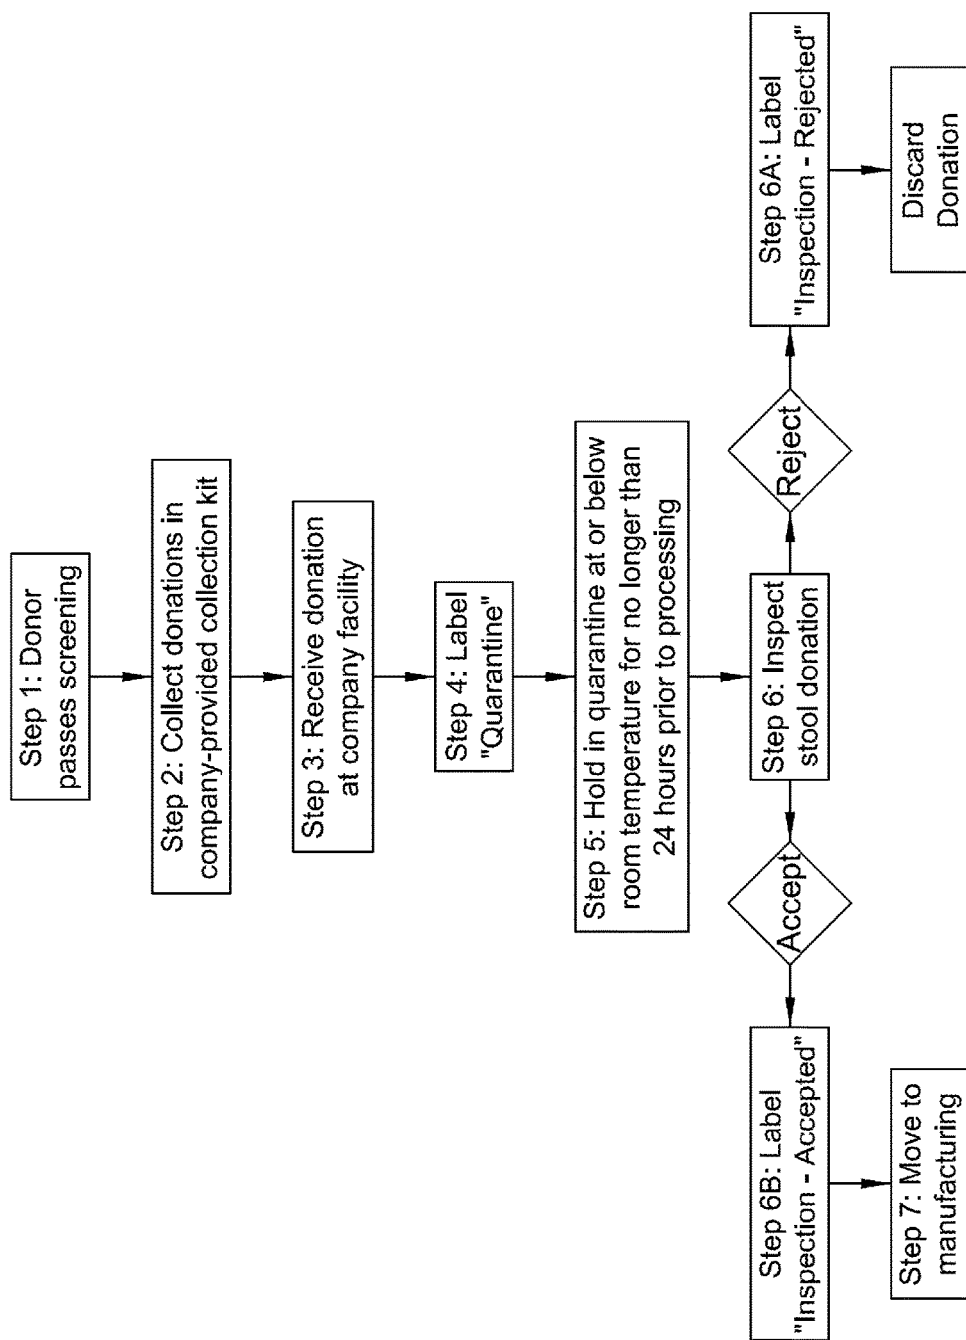 Step 1: Donor
passes screening
Step 2: Collect donations in
company-provided collection kit
Step 3: Receive donation
at company facility
Step 4: Label
"Quarantine"
Step 5: Hold in quarantine at or below
room temperature for no longer than
24 hours prior to processing
Step 6: Inspect
stool donation
Accept
Reject
Step 6B: Label
"Inspection - Accepted"
Step 6A: Label
"Inspection - Rejected"
Step 7: Move to
manufacturing
Discard
Donation